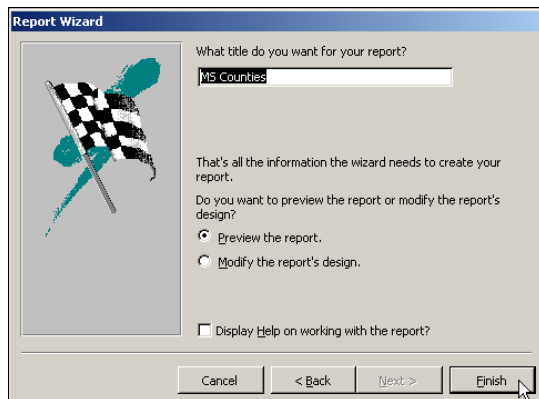 Report Wizard
What title do you want for your report?
MS Counties
That's all the information the wizard needs to create your
report.
Do you want to preview the report or modify the report's
design?
Preview the report.
Modify the report's design.
Display Help on working with the report?
Cancel
< Back
Next >
Finish